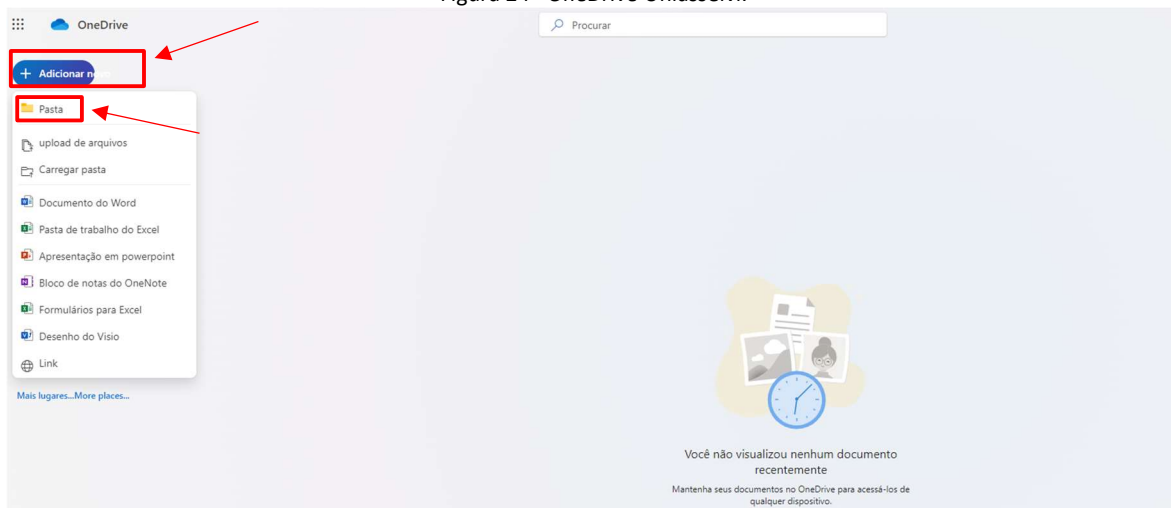 OneDrive
Procurar
Adicionar n
Pasta
upload de arquivos
Carregar pasta
Documento do Word
Pasta de trabalho do Excel
Apresentação em powerpoint
Bloco de notas do OneNote
Formulários para Excel
Desenho do Visio
Link
Mais lugares...More places...
Você não visualizou nenhum documento
recentemente
Mantenha seus documentos no OneDrive para acessá-los de
qualquer dispositivo.